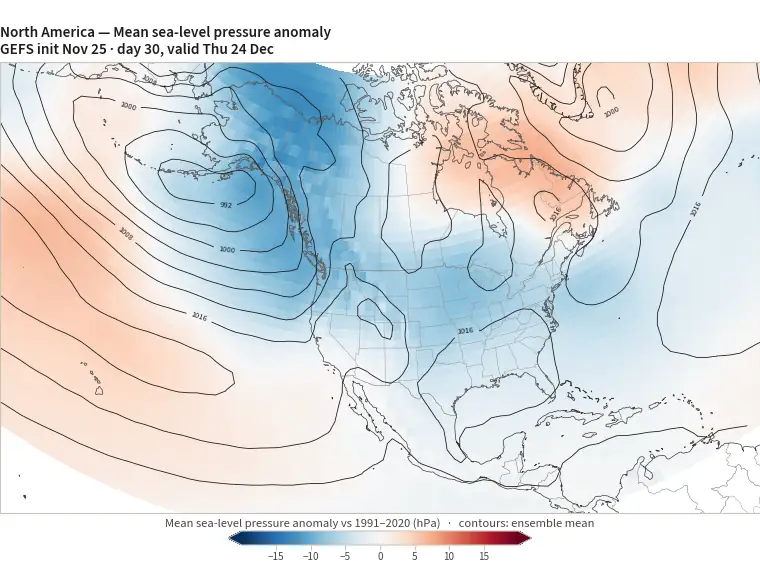 North America — Mean sea-level pressure anomaly
GEFS init Nov 25 · day 30, valid Thu 24 Dec
1004
1000
1000
992
1008
1000
1016
1016
1016
1016
Mean sea-level pressure anomaly vs 1991–2020 (hPa) · contours: ensemble mean
−15 −10 −5 0 5 10 15